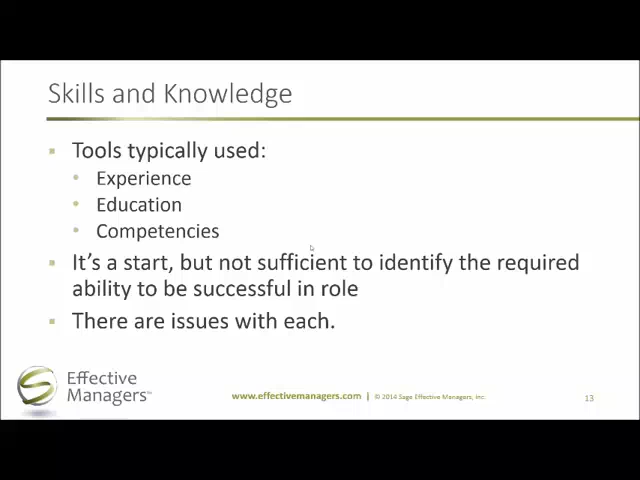 Skills and Knowledge
Tools typically used:
Experience
Education
Competencies
It's a start, but not sufficient to identify the required
ability to be successful in role
There are issues with each.
Effective
Managers™
www.effectivemanagers.com | © 2014 Sage Effective Managers, Inc.
13